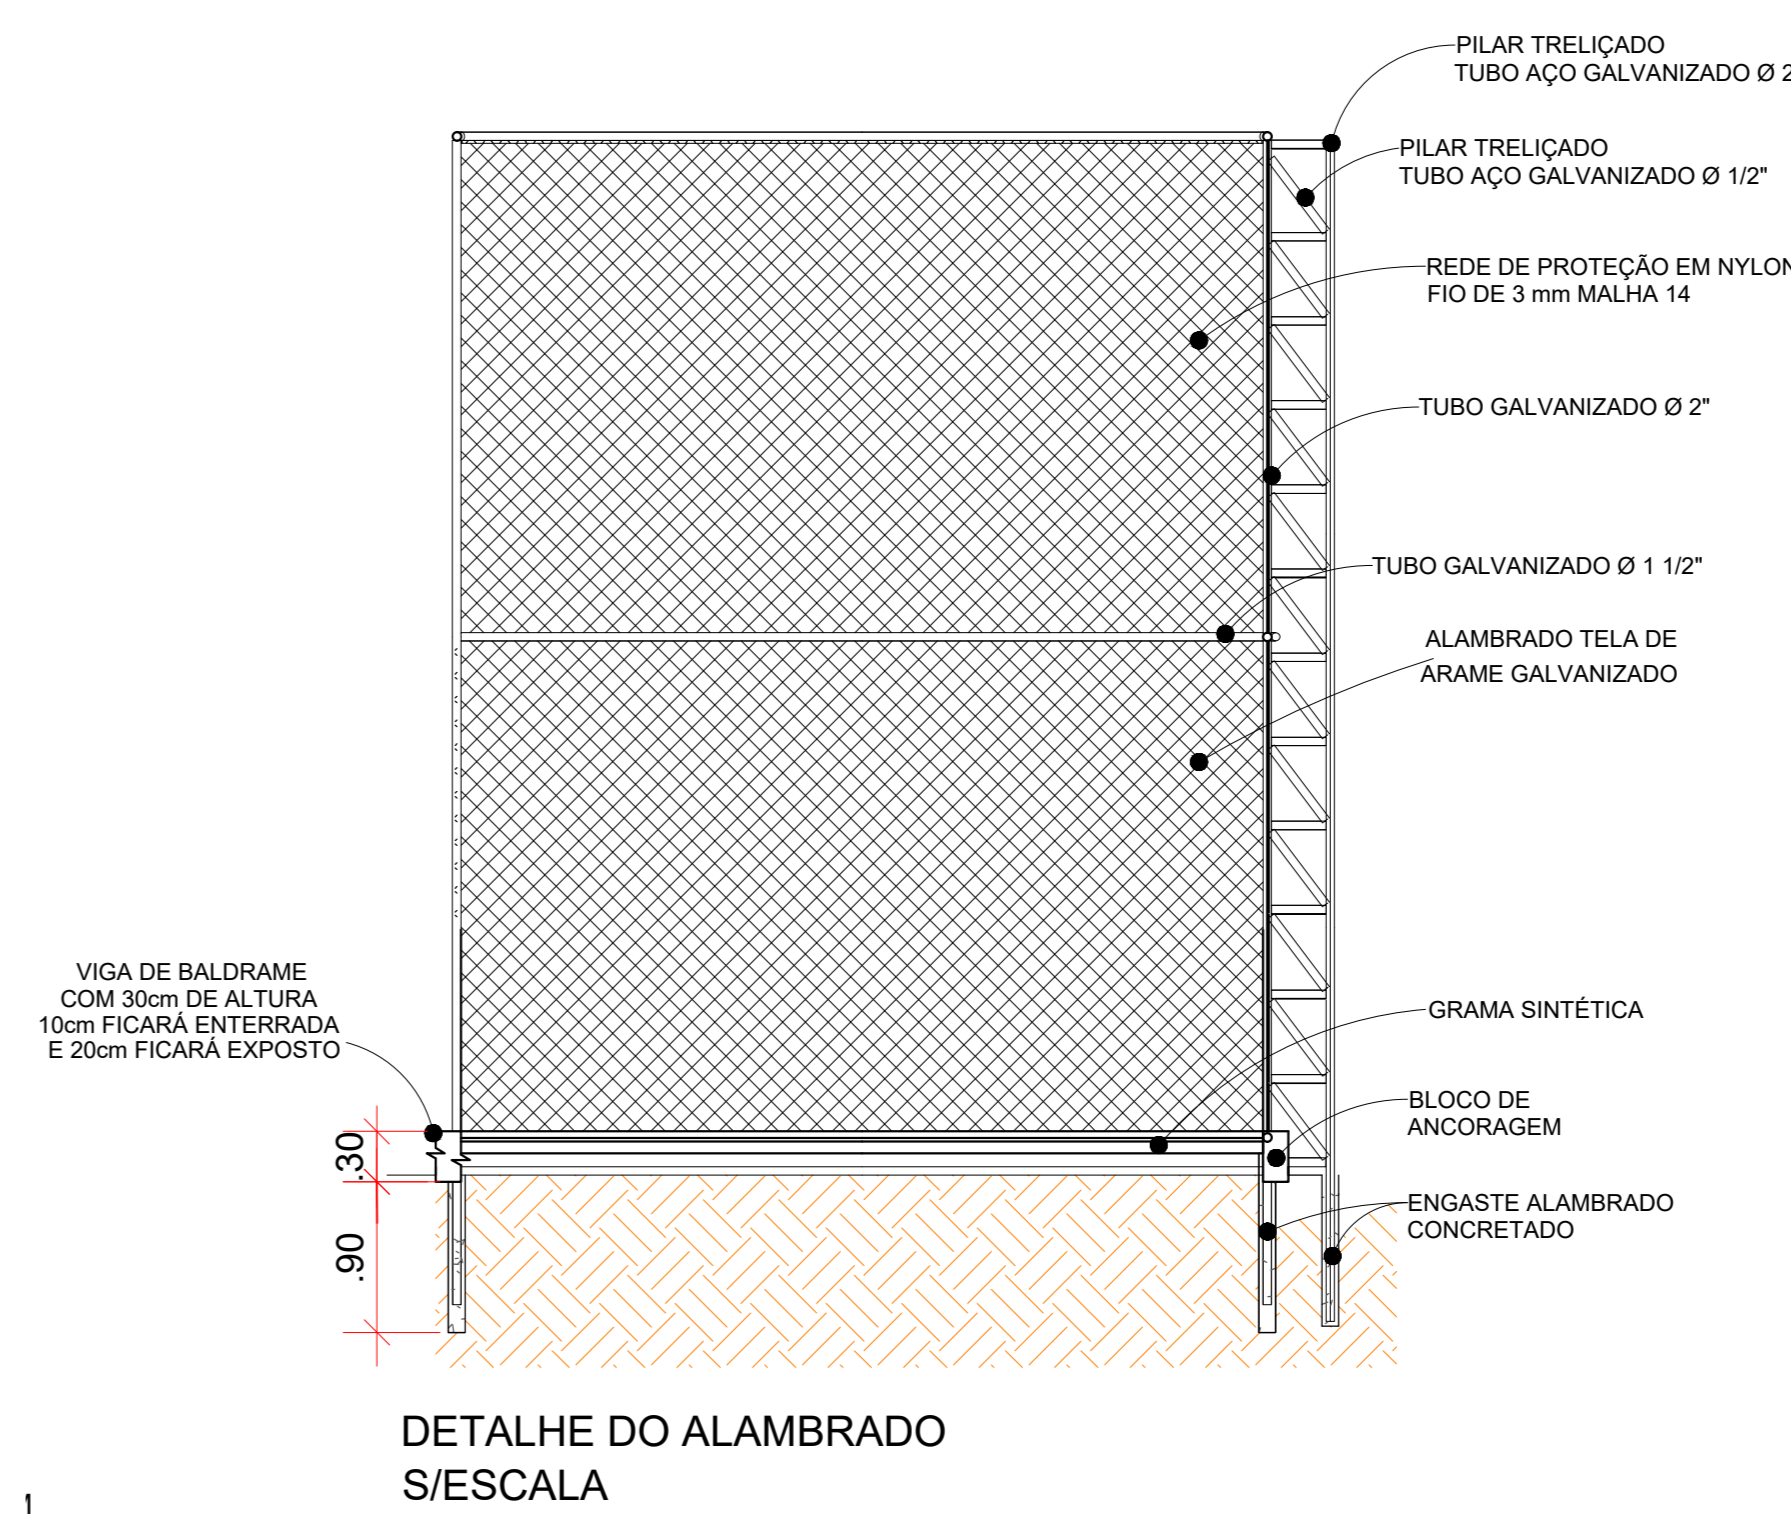 PILAR TRELIÇADO
TUBO AÇO GALVANIZADO Ø 2
PILAR TRELIÇADO
TUBO AÇO GALVANIZADO Ø 1/2"
REDE DE PROTEÇÃO EM NYLON
FIO DE 3 mm MALHA 14
TUBO GALVANIZADO Ø 2"
TUBO GALVANIZADO Ø 1 1/2"
ALAMBRADO TELA DE
ARAME GALVANIZADO
VIGA DE BALDRAME
COM 30cm DE ALTURA
10cm FICARÁ ENTERRADA
E 20cm FICARÁ EXPOSTO
GRAMA SINTÉTICA
BLOCO DE
ANCORAGEM
.30
ENGASTE ALAMBRADO
CONCRETADO
.90
DETALHE DO ALAMBRADO
S/ESCALA